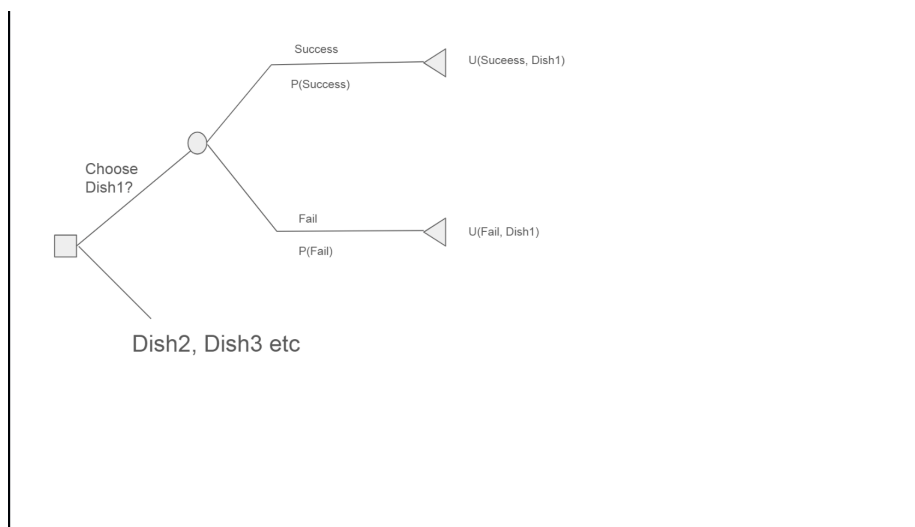 Success
P(Success)
U(Suceess, Dish1)
Choose
Dish1?
Fail
P(Fail)
U(Fail, Dish1)
Dish2, Dish3 etc